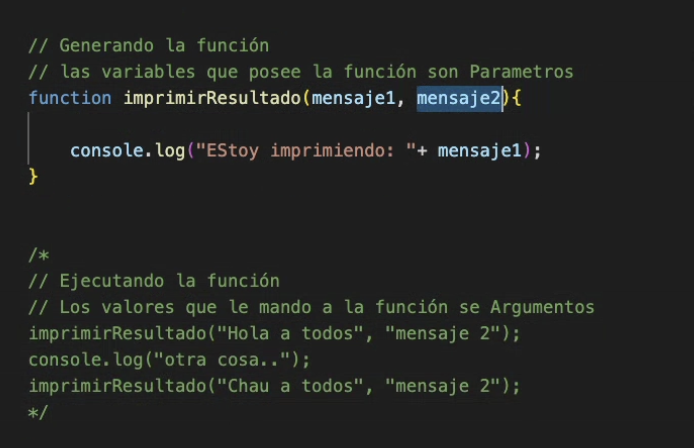 // Generando la función
// las variables que posee la función son Parametros
function imprimirResultado(mensaje1, mensaje2){
console.log("EStoy imprimiendo: "+ mensaje1);
}
/*
// Ejecutando la función
// Los valores que le mando a la función se Argumentos
imprimirResultado("Hola a todos", "mensaje 2");
console.log("otra cosa..");
imprimirResultado("Chau a todos", "mensaje 2");
*/